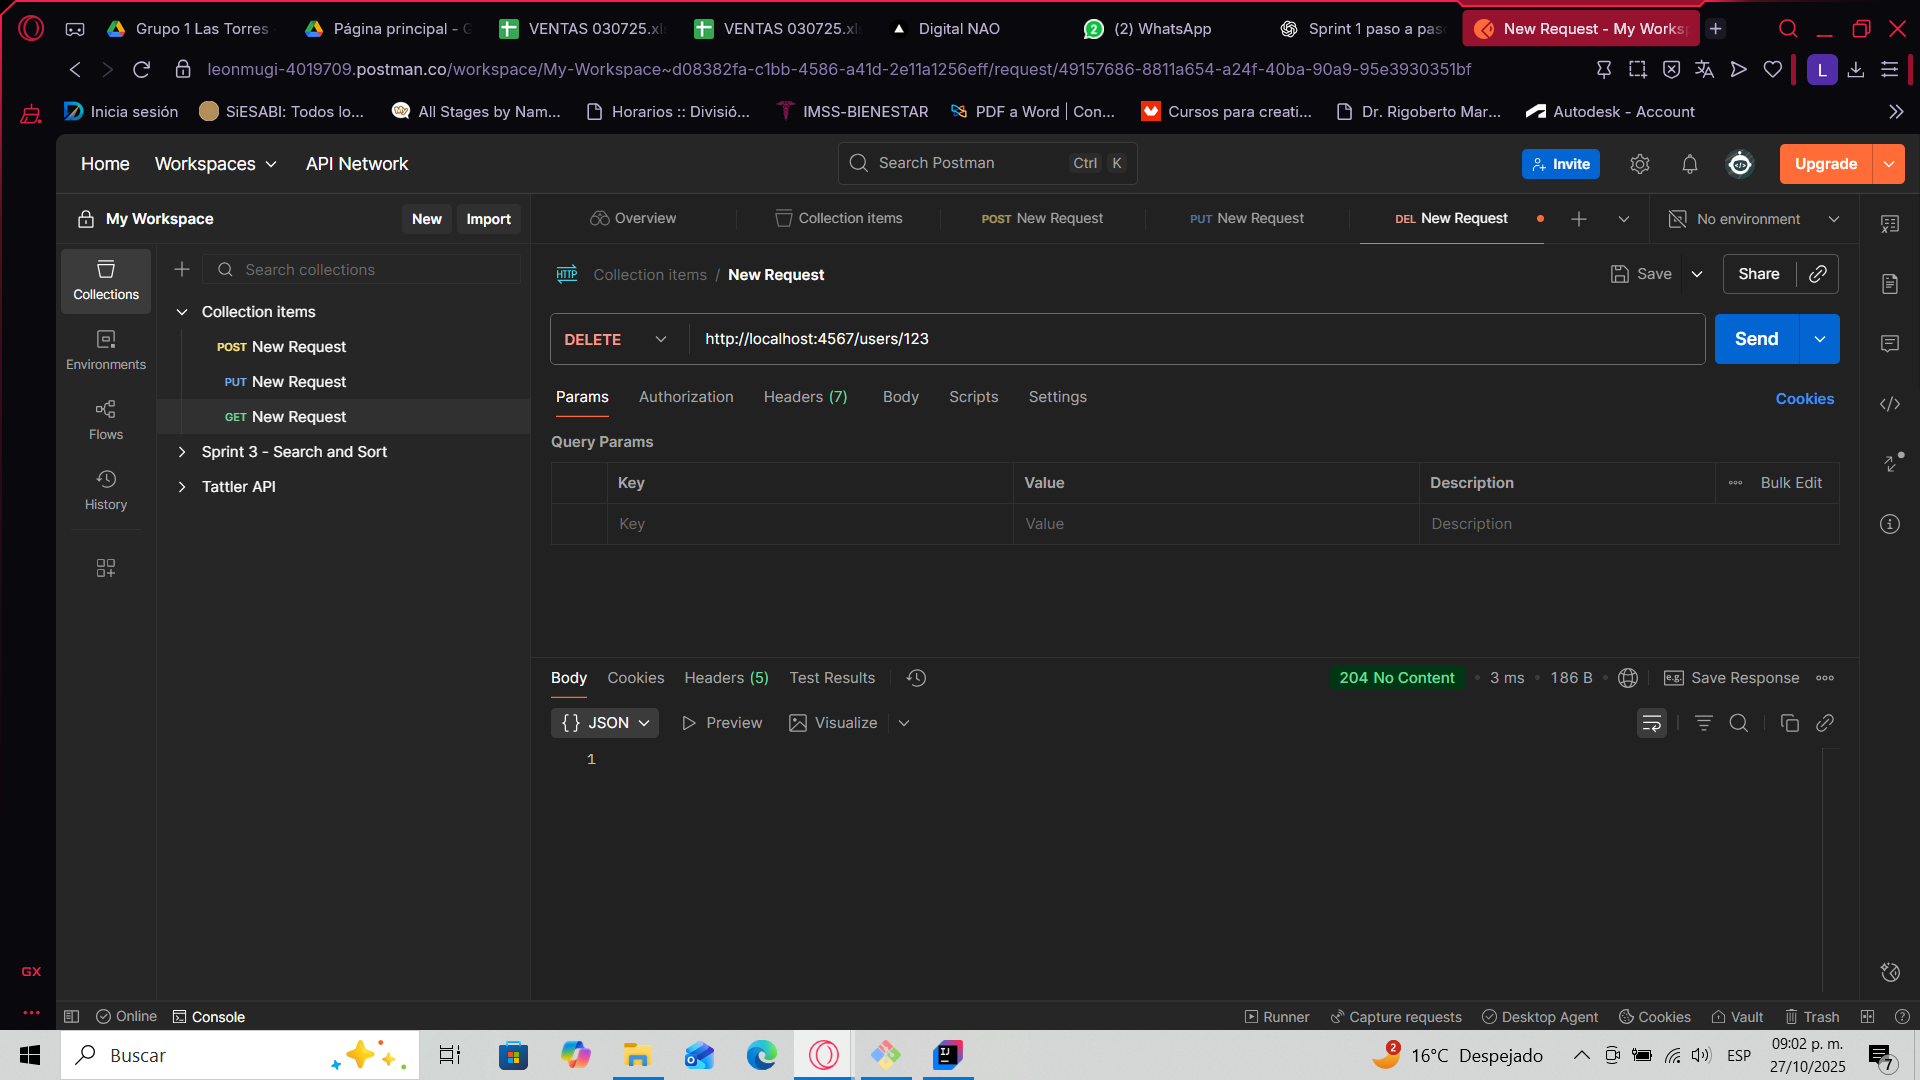 Grupo 1 Las Torres
Página principal - G
VENTAS 030725.xls
VENTAS 030725.xls
Digital NAO
(2) WhatsApp
Sprint 1 paso a paso
New Request - My Works
leonmugi-4019709.postman.co/workspace/My-Workspace~d08382fa-c1bb-4586-a41d-2e11a1256eff/request/49157686-8811a654-a24f-40ba-90a9-95e3930351bf
L
Inicia sesión
SiESABI: Todos lo...
All Stages by Nam...
Horarios :: Divisió...
IMSS-BIENESTAR
PDF a Word | Con...
Cursos para creati...
Dr. Rigoberto Mar...
Autodesk - Account
Home
Workspaces
API Network
Search Postman
Ctrl K
Invite
Upgrade
My Workspace
New
Import
Overview
Collection items
POST New Request
PUT New Request
DEL New Request
No environment
Collections
Environments
Flows
History
Search collections
Collection items
POST New Request
PUT New Request
GET New Request
Sprint 3 - Search and Sort
Tattler API
HTTP
Collection items / New Request
Save
Share
DELETE
http://localhost:4567/users/123
Send
Params
Authorization
Headers (7)
Body
Scripts
Settings
Cookies
Query Params
Key
Value
Description
Bulk Edit
Key
Value
Description
Body
Cookies
Headers (5)
Test Results
204 No Content
3 ms
186 B
e.g.
Save Response
{} JSON
Preview
Visualize
1
GX
Online
Console
Runner
Capture requests
Desktop Agent
Cookies
Vault
Trash
Buscar
IJ
2
16°C Despejado
ESP
09:02 p. m.
27/10/2025
7